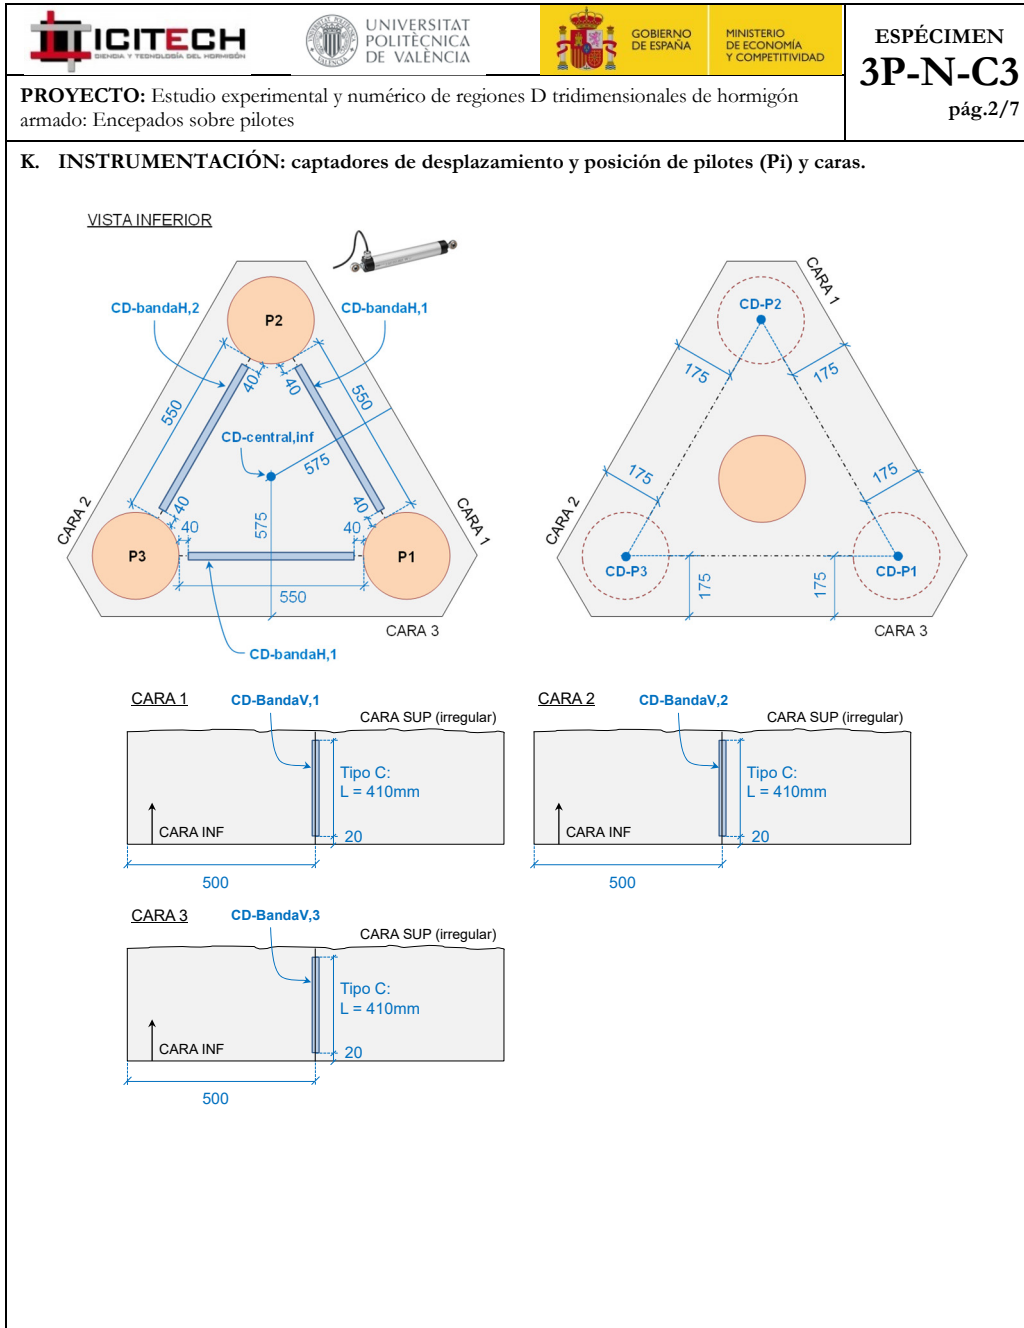 ICITECH
CIENCIA Y TECNOLOGÍA DEL HORMIGÓN
UNIVERSITAT
POLITÈCNICA
DE VALÈNCIA
GOBIERNO
DE ESPAÑA
MINISTERIO
DE ECONOMÍA
Y COMPETITIVIDAD
ESPÉCIMEN
3P-N-C3
pág.2/7
PROYECTO: Estudio experimental y numérico de regiones D tridimensionales de hormigón
armado: Encepados sobre pilotes
K. INSTRUMENTACIÓN: captadores de desplazamiento y posición de pilotes (Pi) y caras.
VISTA INFERIOR
CD-bandaH,2
CD-bandaH,1
P2
40
40
550
550
CD-central,inf
575
575
40
40
40
40
P3
P1
550
CARA 2
CARA 1
CARA 3
CD-bandaH,1
CARA 1
CD-P2
175
175
175
175
CARA 2
CD-P3
CD-P1
175
175
CARA 3
CARA 1
CD-BandaV,1
CARA SUP (irregular)
Tipo C:
L = 410mm
CARA INF
20
500
CARA 2
CD-BandaV,2
CARA SUP (irregular)
Tipo C:
L = 410mm
CARA INF
20
500
CARA 3
CD-BandaV,3
CARA SUP (irregular)
Tipo C:
L = 410mm
CARA INF
20
500